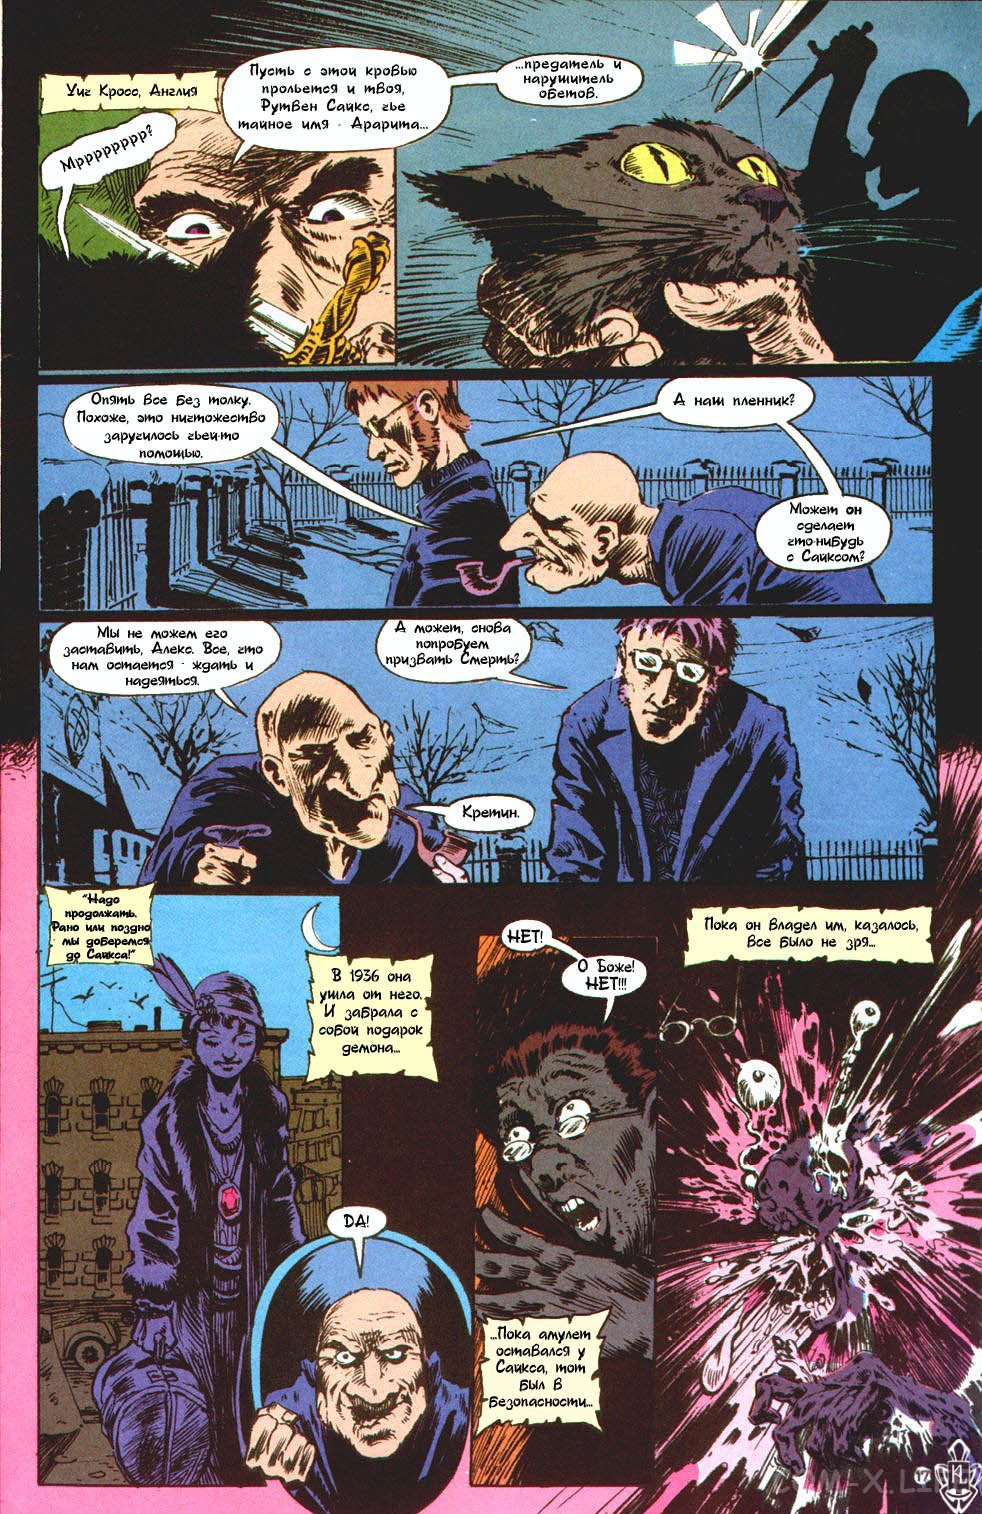 Уиг Кросс, Англия
Мррррррр?
Пусть с этой кровью
прольется и твоя,
Рутвен Сайкс, чье
тайное имя - Арарита...
...предатель и
нарушитель
обетов.
Опять все без толку.
Похоже, это ничтожество
заручилось чьей-то
помощью.
А наш пленник?
Может он
сделает
что-нибудь
с Сайксом?
Мы не можем его
заставить, Алекс. Все, что
нам остается - ждать и
надеяться.
А может, снова
попробуем
призвать Смерть?
Кретин.
"Надо
продолжать.
Рано или поздно
мы доберемся
до Сайкса!"
В 1936 она
ушла от него.
И забрала с
собой подарок
демона...
ДА!
НЕТ!
О Боже!
НЕТ!!!
...Пока амулет
оставался у
Сайкса, тот
был в
безопасности...
Пока он владел им, казалось,
все было не зря...
17
COMI-X.LIFE